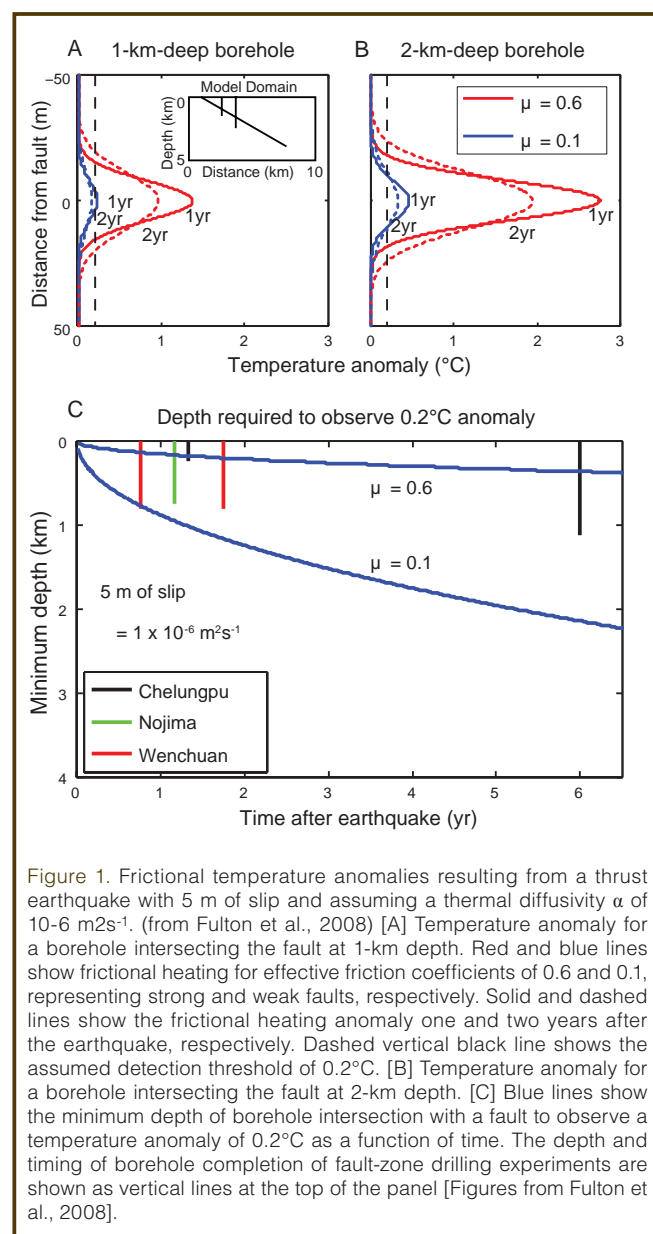 A 1-km-deep borehole
B 2-km-deep borehole
Model Domain
Depth (km)
0
5
0 Distance (km) 10
μ = 0.6
μ = 0.1
Distance from fault (m)
−50
0
50
1yr
2yr
2yr
1yr
1yr
2yr
2yr
1yr
0 1 2 3
0 1 2 3
Temperature anomaly (°C)
C Depth required to observe 0.2°C anomaly
Minimum depth (km)
0
1
2
3
4
μ = 0.6
μ = 0.1
5 m of slip
= 1 x 10-6 m2s-1
Chelungpu
Nojima
Wenchuan
0 1 2 3 4 5 6
Time after earthquake (yr)
Figure 1. Frictional temperature anomalies resulting from a thrust
earthquake with 5 m of slip and assuming a thermal diffusivity α of
10-6 m2s-1. (from Fulton et al., 2008) [A] Temperature anomaly for
a borehole intersecting the fault at 1-km depth. Red and blue lines
show frictional heating for effective friction coefficients of 0.6 and 0.1,
representing strong and weak faults, respectively. Solid and dashed
lines show the frictional heating anomaly one and two years after
the earthquake, respectively. Dashed vertical black line shows the
assumed detection threshold of 0.2°C. [B] Temperature anomaly for
a borehole intersecting the fault at 2-km depth. [C] Blue lines show
the minimum depth of borehole intersection with a fault to observe a
temperature anomaly of 0.2°C as a function of time. The depth and
timing of borehole completion of fault-zone drilling experiments are
shown as vertical lines at the top of the panel [Figures from Fulton et
al., 2008].